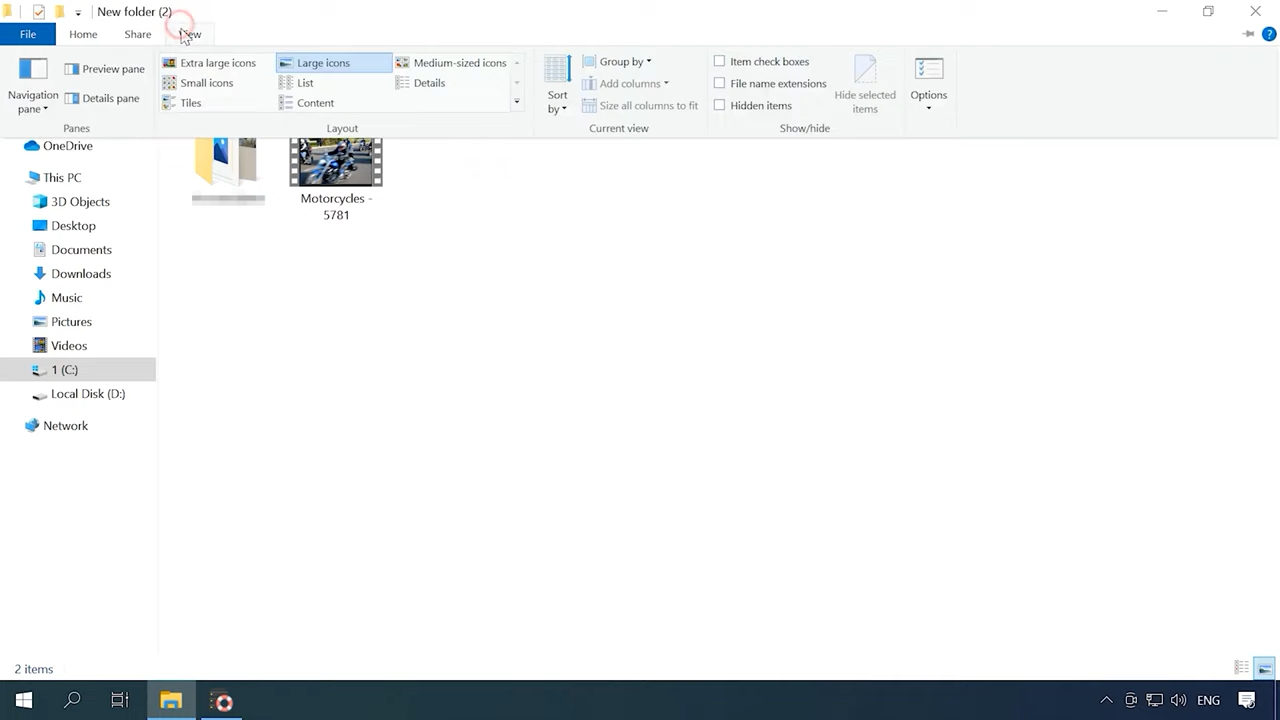 New folder (2)
File
Home
Share
View
Navigation pane
Preview pane
Details pane
Panes
Extra large icons
Large icons
Medium-sized icons
Small icons
List
Details
Tiles
Content
Layout
Sort by
Group by
Add columns
Size all columns to fit
Current view
Item check boxes
File name extensions
Hidden items
Hide selected items
Show/hide
Options
OneDrive
This PC
3D Objects
Desktop
Documents
Downloads
Music
Pictures
Videos
1 (C:)
Local Disk (D:)
Network
Motorcycles -
5781
2 items
ENG